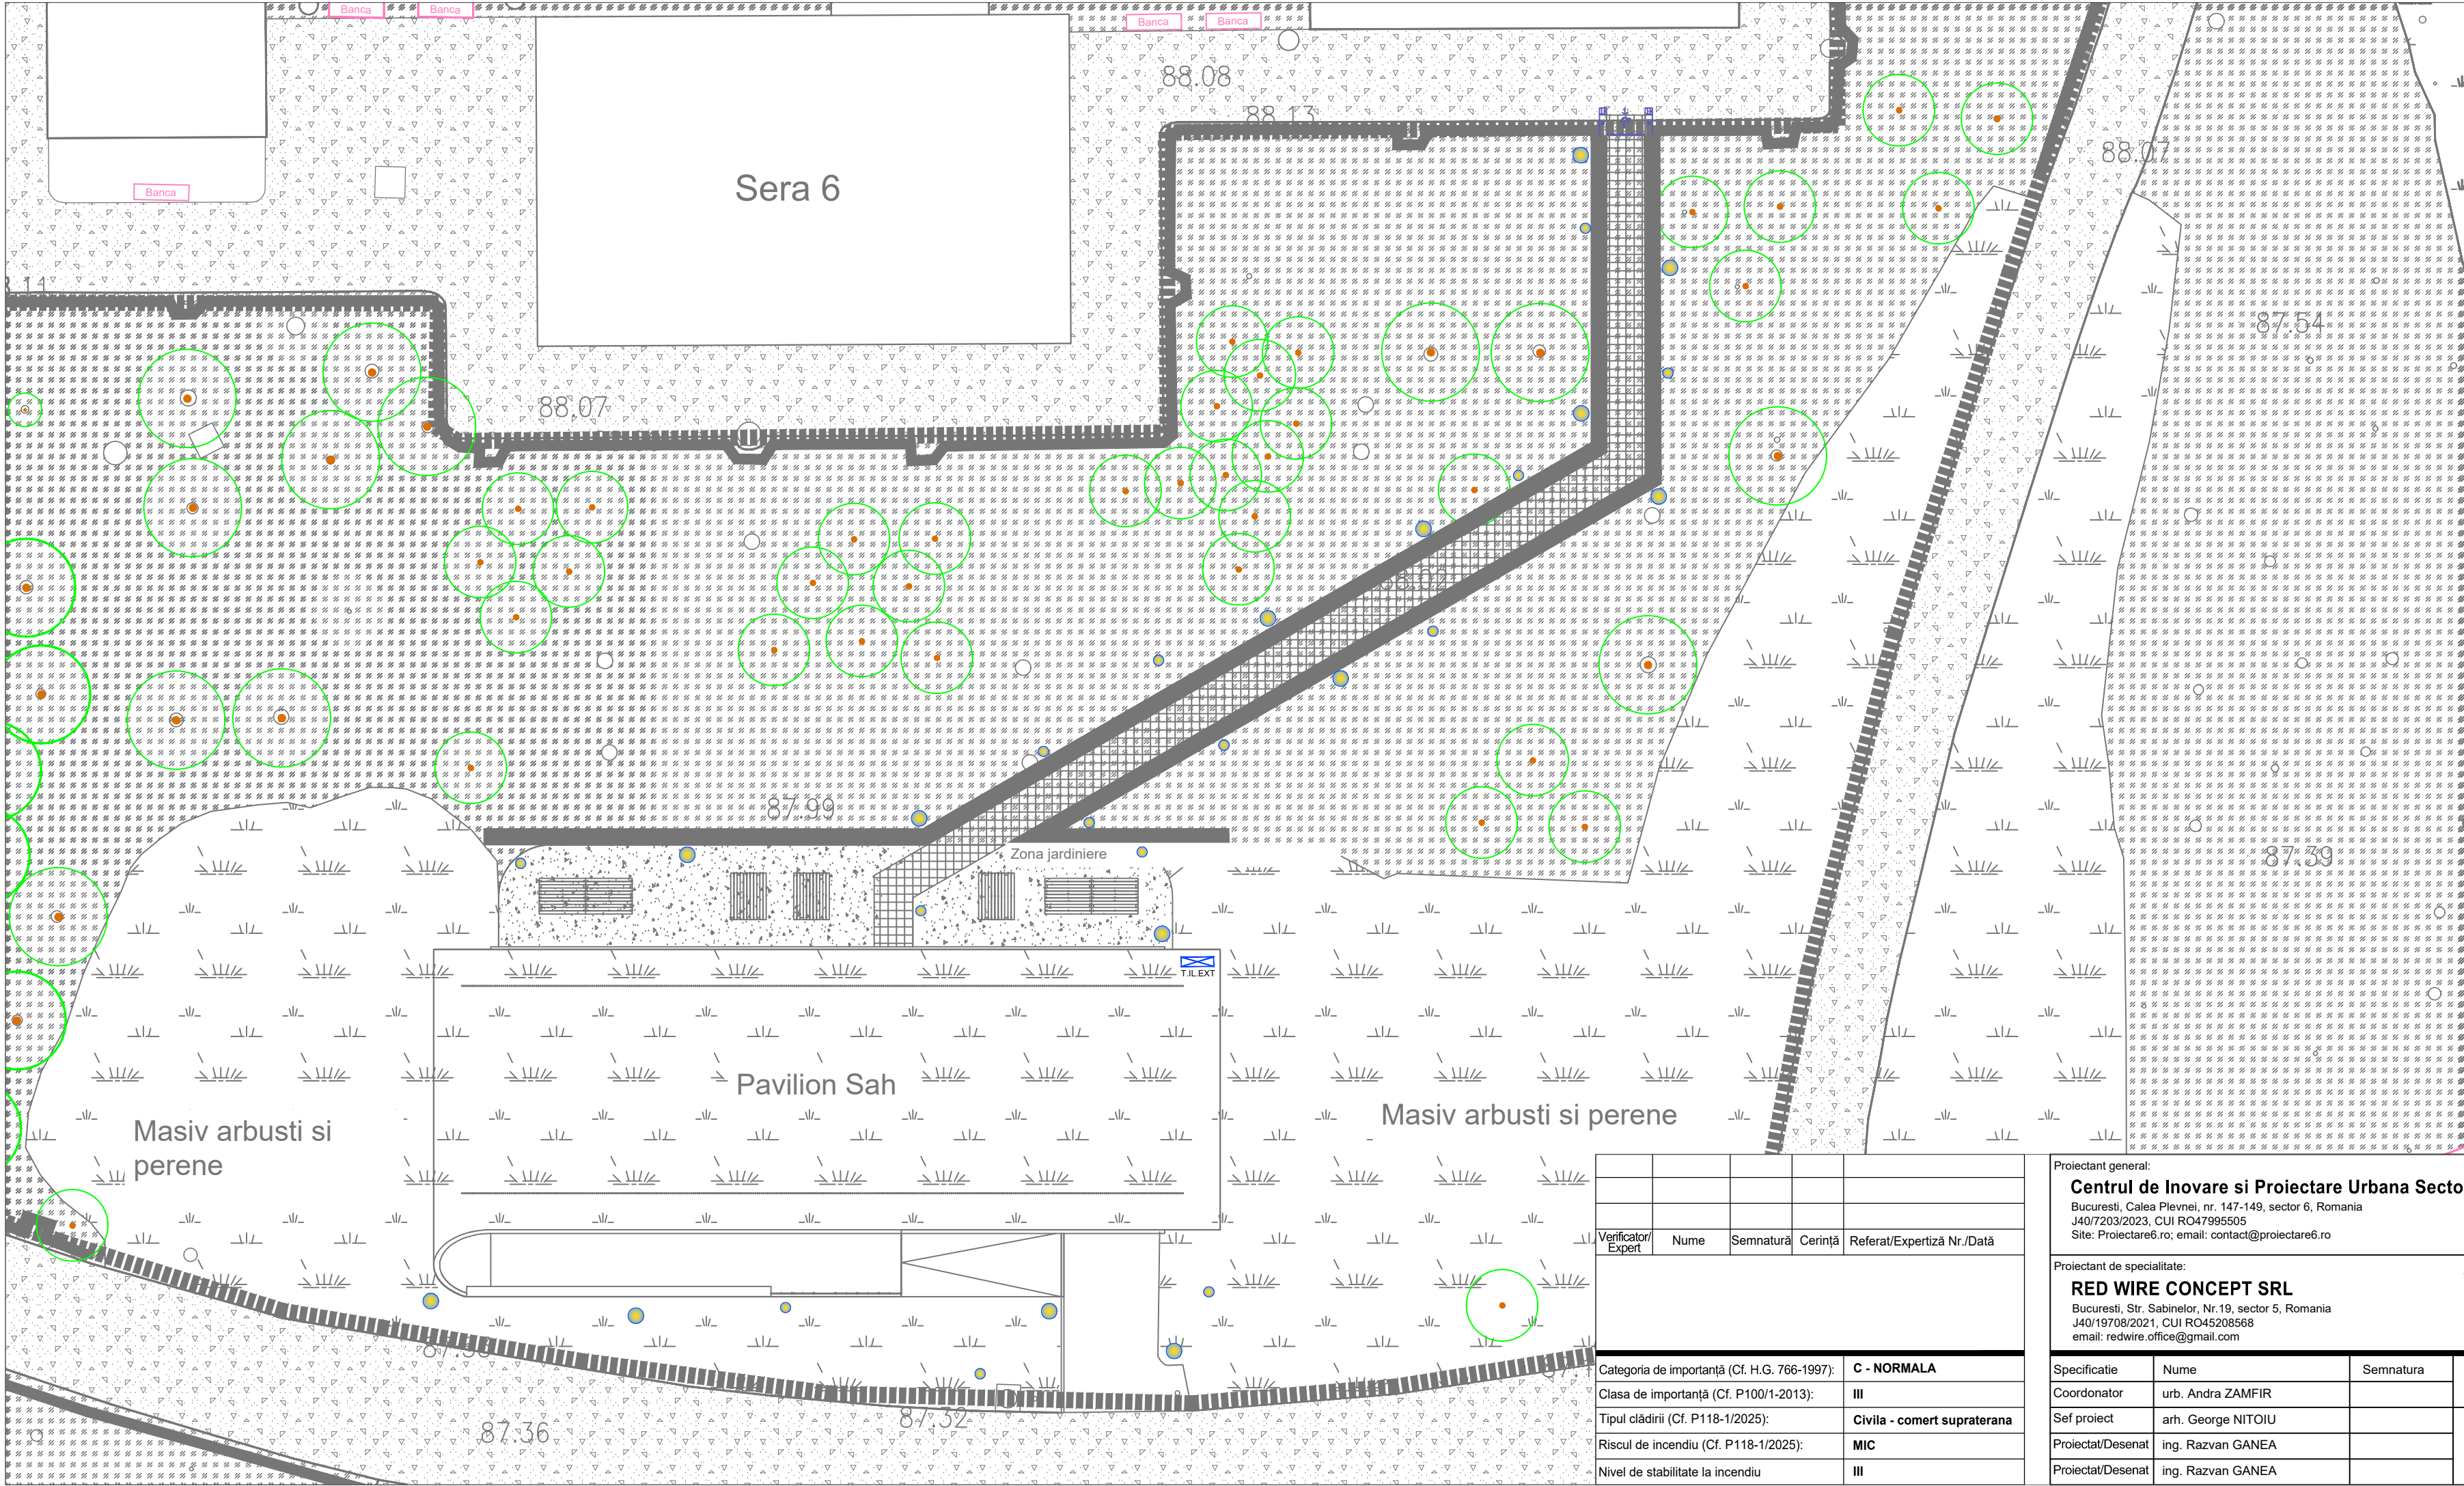 Banca
Banca
Banca
Banca
88.08
88.13
88.07
Banca
Sera 6
87.54
88.07
87.99
Zona jardiniere
87.39
T.IL.EXT
Pavilion Sah
Masiv arbusti si
perene
Masiv arbusti si perene
87.36
87.32
Verificator/
Expert
Nume
Semnatură
Cerință
Referat/Expertiză Nr./Dată
Categoria de importanță (Cf. H.G. 766-1997):
C - NORMALA
Clasa de importanță (Cf. P100/1-2013):
III
Tipul clădirii (Cf. P118-1/2025):
Civila - comert supraterana
Riscul de incendiu (Cf. P118-1/2025):
MIC
Nivel de stabilitate la incendiu
III
Proiectant general:
Centrul de Inovare si Proiectare Urbana Secto
Bucuresti, Calea Plevnei, nr. 147-149, sector 6, Romania
J40/7203/2023, CUI RO47995505
Site: Proiectare6.ro; email: contact@proiectare6.ro
Proiectant de specialitate:
RED WIRE CONCEPT SRL
Bucuresti, Str. Sabinelor, Nr.19, sector 5, Romania
J40/19708/2021, CUI RO45208568
email: redwire.office@gmail.com
Specificatie
Nume
Semnatura
Coordonator
urb. Andra ZAMFIR
Sef proiect
arh. George NITOIU
Proiectat/Desenat
ing. Razvan GANEA
Proiectat/Desenat
ing. Razvan GANEA